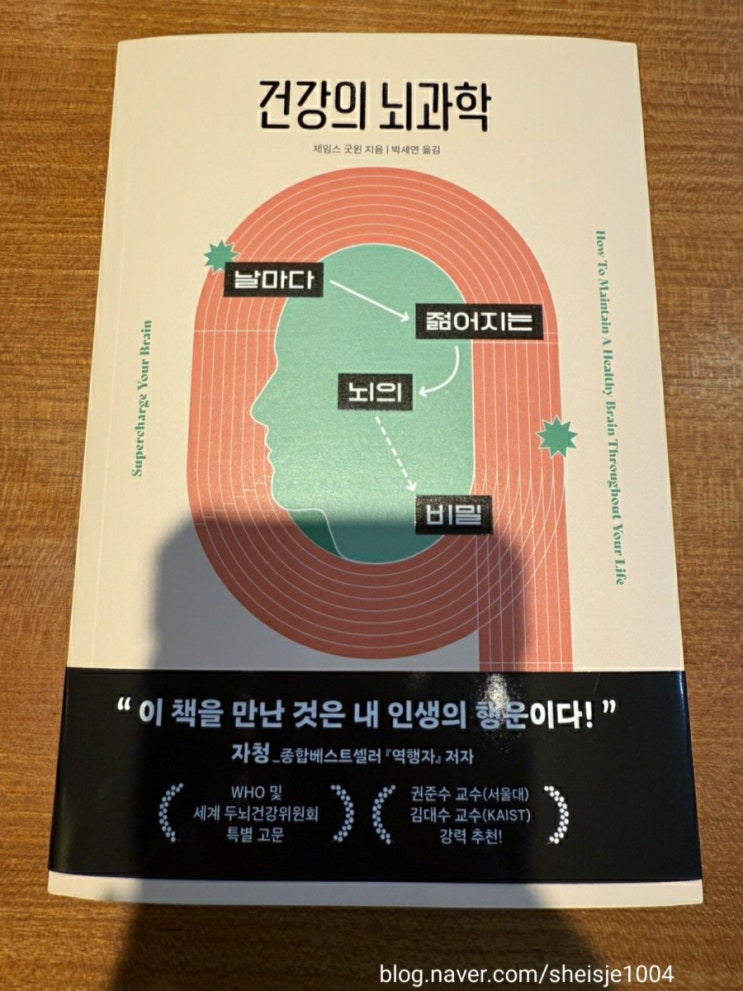 건강의 뇌과학
제임스 굿윈 지음 | 박세연 옮김
날마다
젊어지는
뇌의
비밀
Supercharge Your Brain
How To Maintain A Healthy Brain Throughout Your Life
“ 이 책을 만난 것은 내 인생의 행운이다! ”
자청_종합베스트셀러 『역행자』 저자
WHO 및
세계 두뇌건강위원회
특별 고문
권준수 교수(서울대)
김대수 교수(KAIST)
강력 추천!
blog.naver.com/sheisje1004